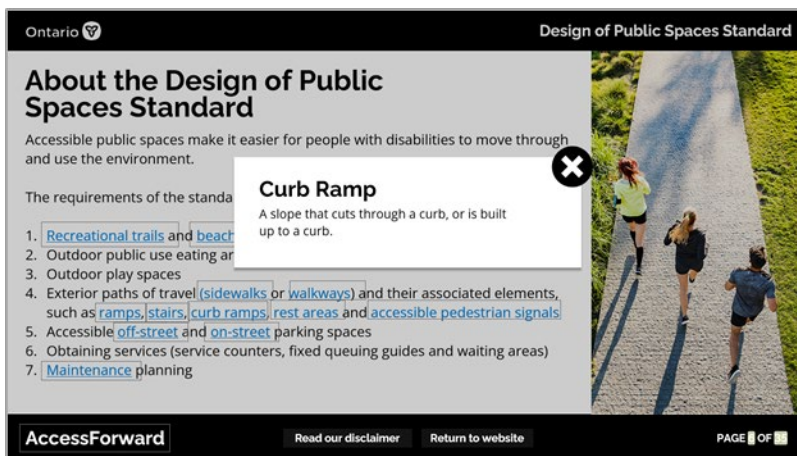 Ontario
Design of Public Spaces Standard
About the Design of Public
Spaces Standard
Accessible public spaces make it easier for people with disabilities to move through
and use the environment.
The requirements of the standa
Curb Ramp
A slope that cuts through a curb, or is built
up to a curb.
1. Recreational trails and beach
2. Outdoor public use eating ar
3. Outdoor play spaces
4. Exterior paths of travel (sidewalks or walkways) and their associated elements,
such as ramps, stairs, curb ramps, rest areas and accessible pedestrian signals
5. Accessible off-street and on-street parking spaces
6. Obtaining services (service counters, fixed queuing guides and waiting areas)
7. Maintenance planning
AccessForward
Read our disclaimer
Return to website
PAGE 6 OF 35